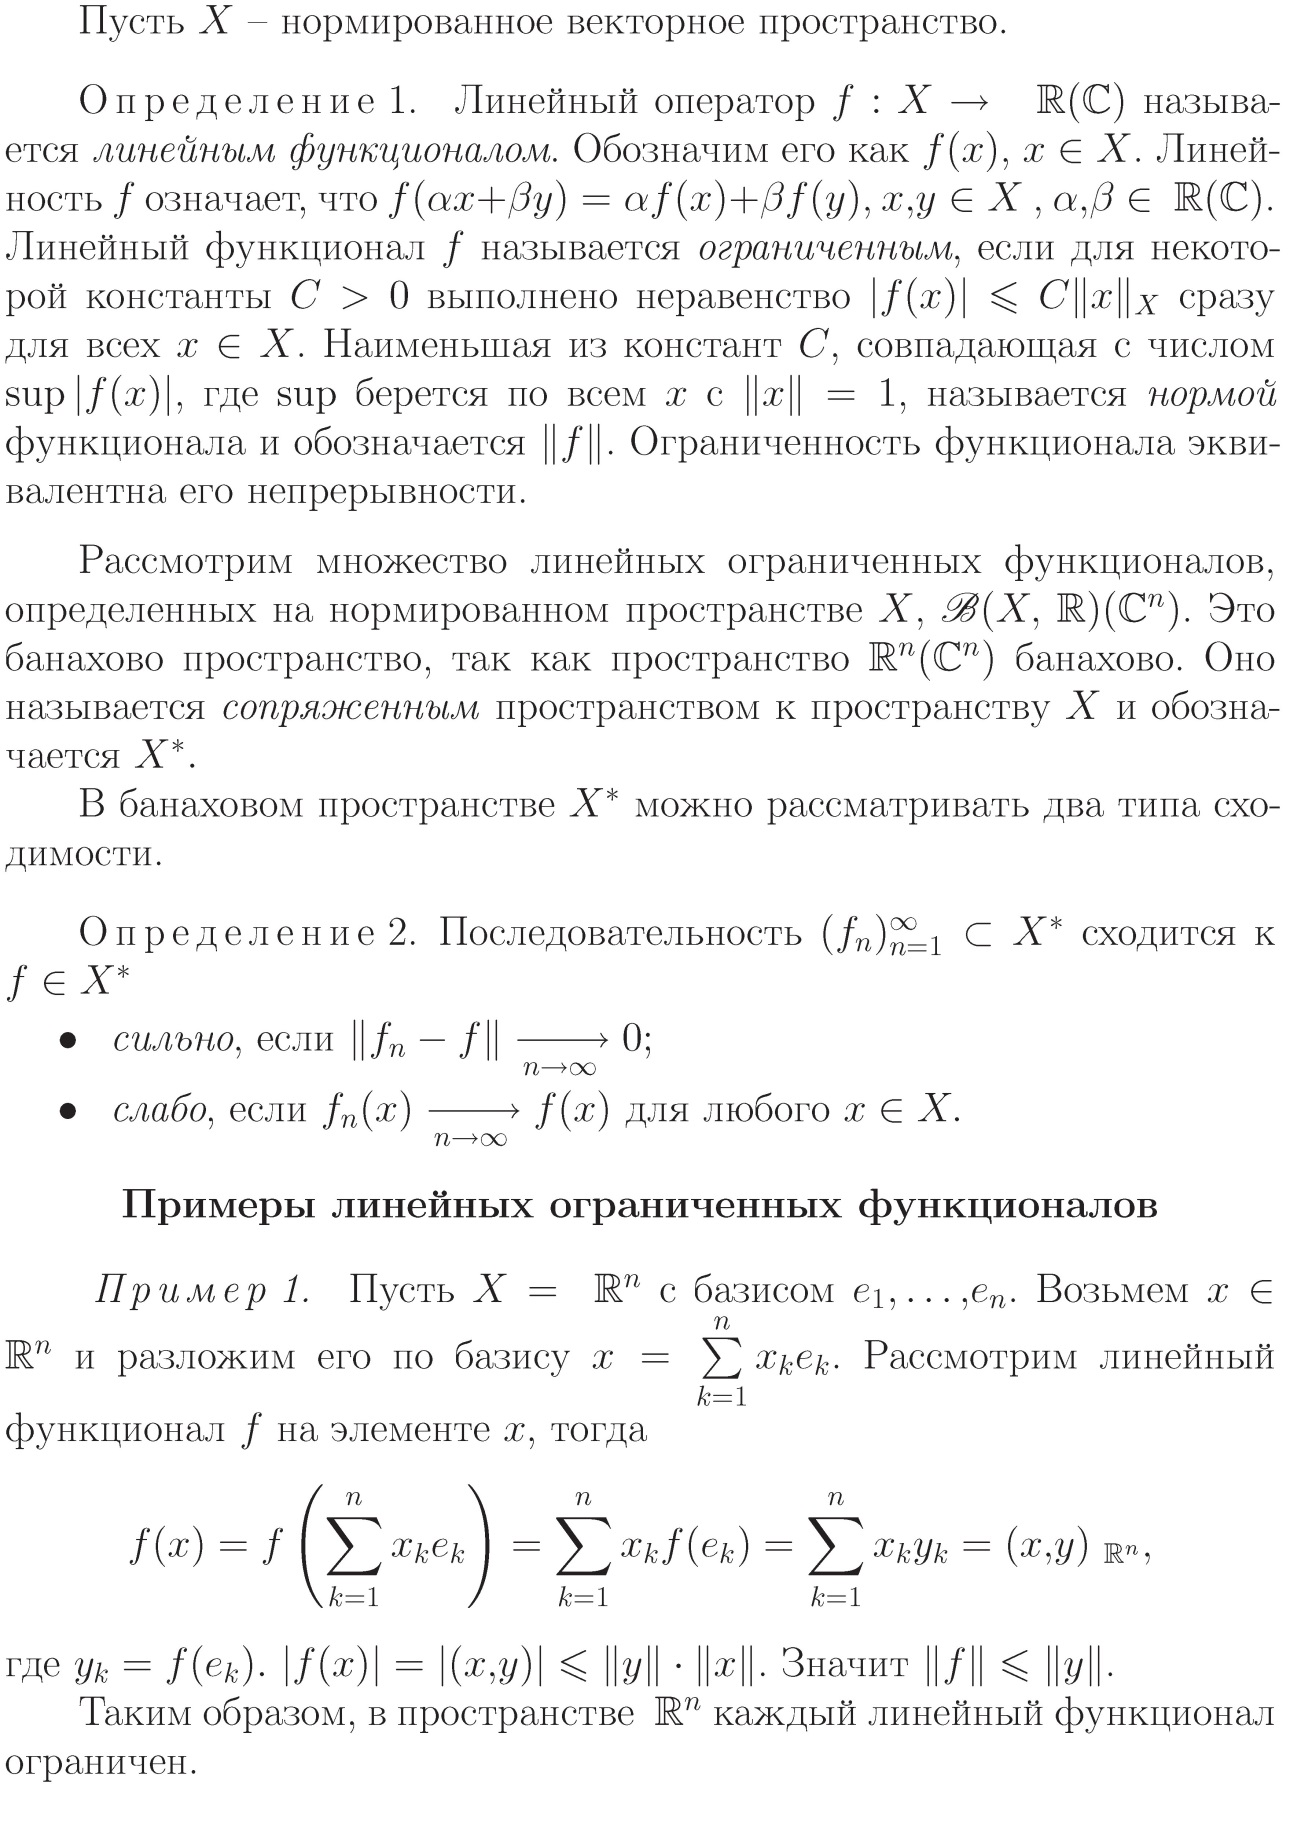 Пусть X – нормированное векторное пространство.
Определение 1. Линейный оператор f : X → ℝ(ℂ) называ-
ется линейным функционалом. Обозначим его как f(x), x ∈ X. Линей-
ность f означает, что f(αx+βy) = αf(x)+βf(y), x,y ∈ X , α,β ∈ ℝ(ℂ).
Линейный функционал f называется ограниченным, если для некото-
рой константы C > 0 выполнено неравенство |f(x)| ⩽ C‖x‖_X сразу
для всех x ∈ X. Наименьшая из констант C, совпадающая с числом
sup |f(x)|, где sup берется по всем x с ‖x‖ = 1, называется нормой
функционала и обозначается ‖f‖. Ограниченность функционала экви-
валентна его непрерывности.
Рассмотрим множество линейных ограниченных функционалов,
определенных на нормированном пространстве X, ℬ(X, ℝ)(ℂⁿ). Это
банахово пространство, так как пространство ℝⁿ(ℂⁿ) банахово. Оно
называется сопряженным пространством к пространству X и обозна-
чается X*.
В банаховом пространстве X* можно рассматривать два типа схо-
димости.
Определение 2. Последовательность (f_n)_{n=1}^∞ ⊂ X* сходится к
f ∈ X*
• сильно, если ‖f_n − f‖ →_{n→∞} 0;
• слабо, если f_n(x) →_{n→∞} f(x) для любого x ∈ X.
Примеры линейных ограниченных функционалов
Пример 1. Пусть X = ℝⁿ с базисом e_1, . . . ,e_n. Возьмем x ∈
ℝⁿ и разложим его по базису x = ∑_{k=1}^{n} x_k e_k. Рассмотрим линейный
функционал f на элементе x, тогда
f(x) = f(∑_{k=1}^{n} x_k e_k) = ∑_{k=1}^{n} x_k f(e_k) = ∑_{k=1}^{n} x_k y_k = (x,y)_{ℝⁿ},
где y_k = f(e_k). |f(x)| = |(x,y)| ⩽ ‖y‖ · ‖x‖. Значит ‖f‖ ⩽ ‖y‖.
Таким образом, в пространстве ℝⁿ каждый линейный функционал
ограничен.